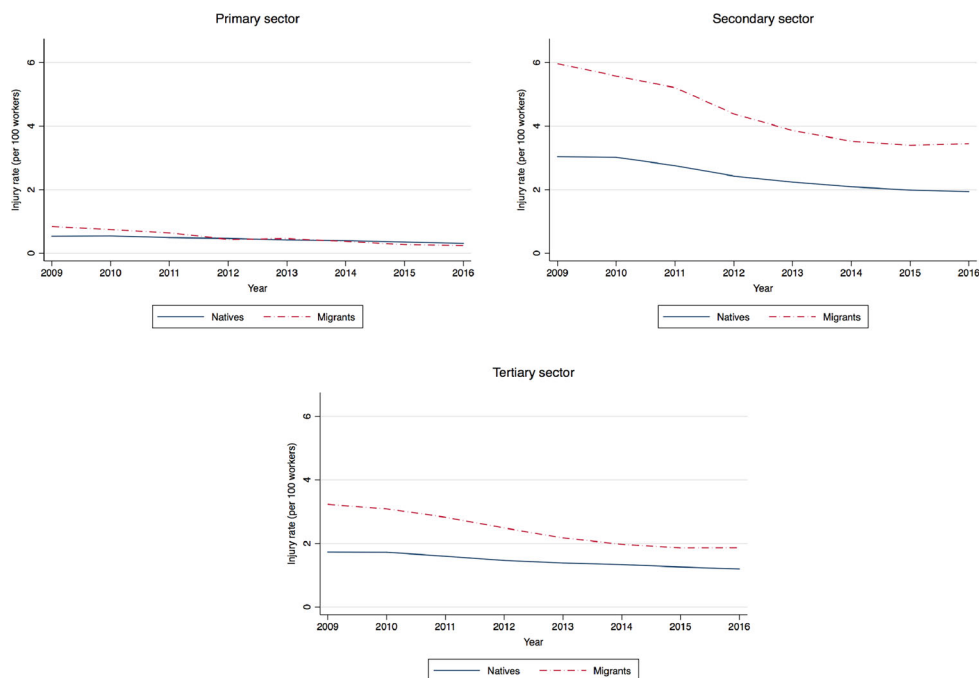 Primary sector
Injury rate (per 100 workers)
6
4
2
0
2009 2010 2011 2012 2013 2014 2015 2016
Year
Natives Migrants
Secondary sector
Injury rate (per 100 workers)
6
4
2
0
2009 2010 2011 2012 2013 2014 2015 2016
Year
Natives Migrants
Tertiary sector
Injury rate (per 100 workers)
6
4
2
0
2009 2010 2011 2012 2013 2014 2015 2016
Year
Natives Migrants